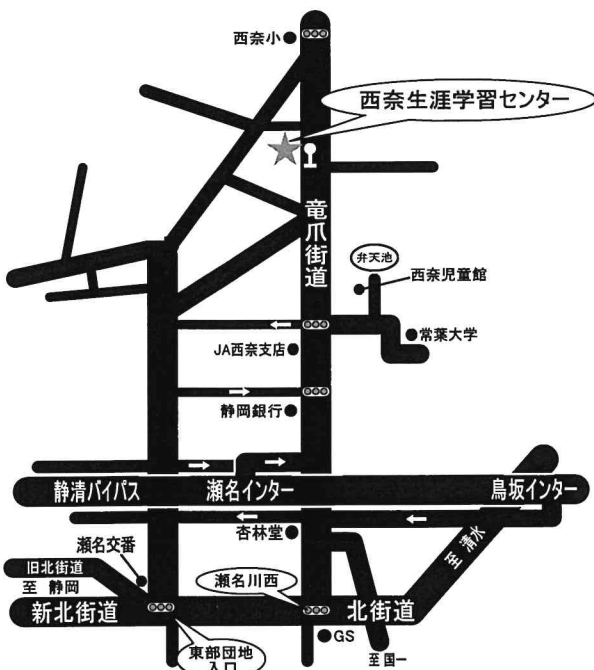 西奈小
西奈生涯学習センター
竜爪街道
弁天池
西奈児童館
常葉大学
JA西奈支店
静岡銀行
静清バイパス
瀬名インター
鳥坂インター
杏林堂
瀬名交番
旧北街道
至 静岡
瀬名川西
至 清水
新北街道
北街道
東部団地
入口
GS
至 国一